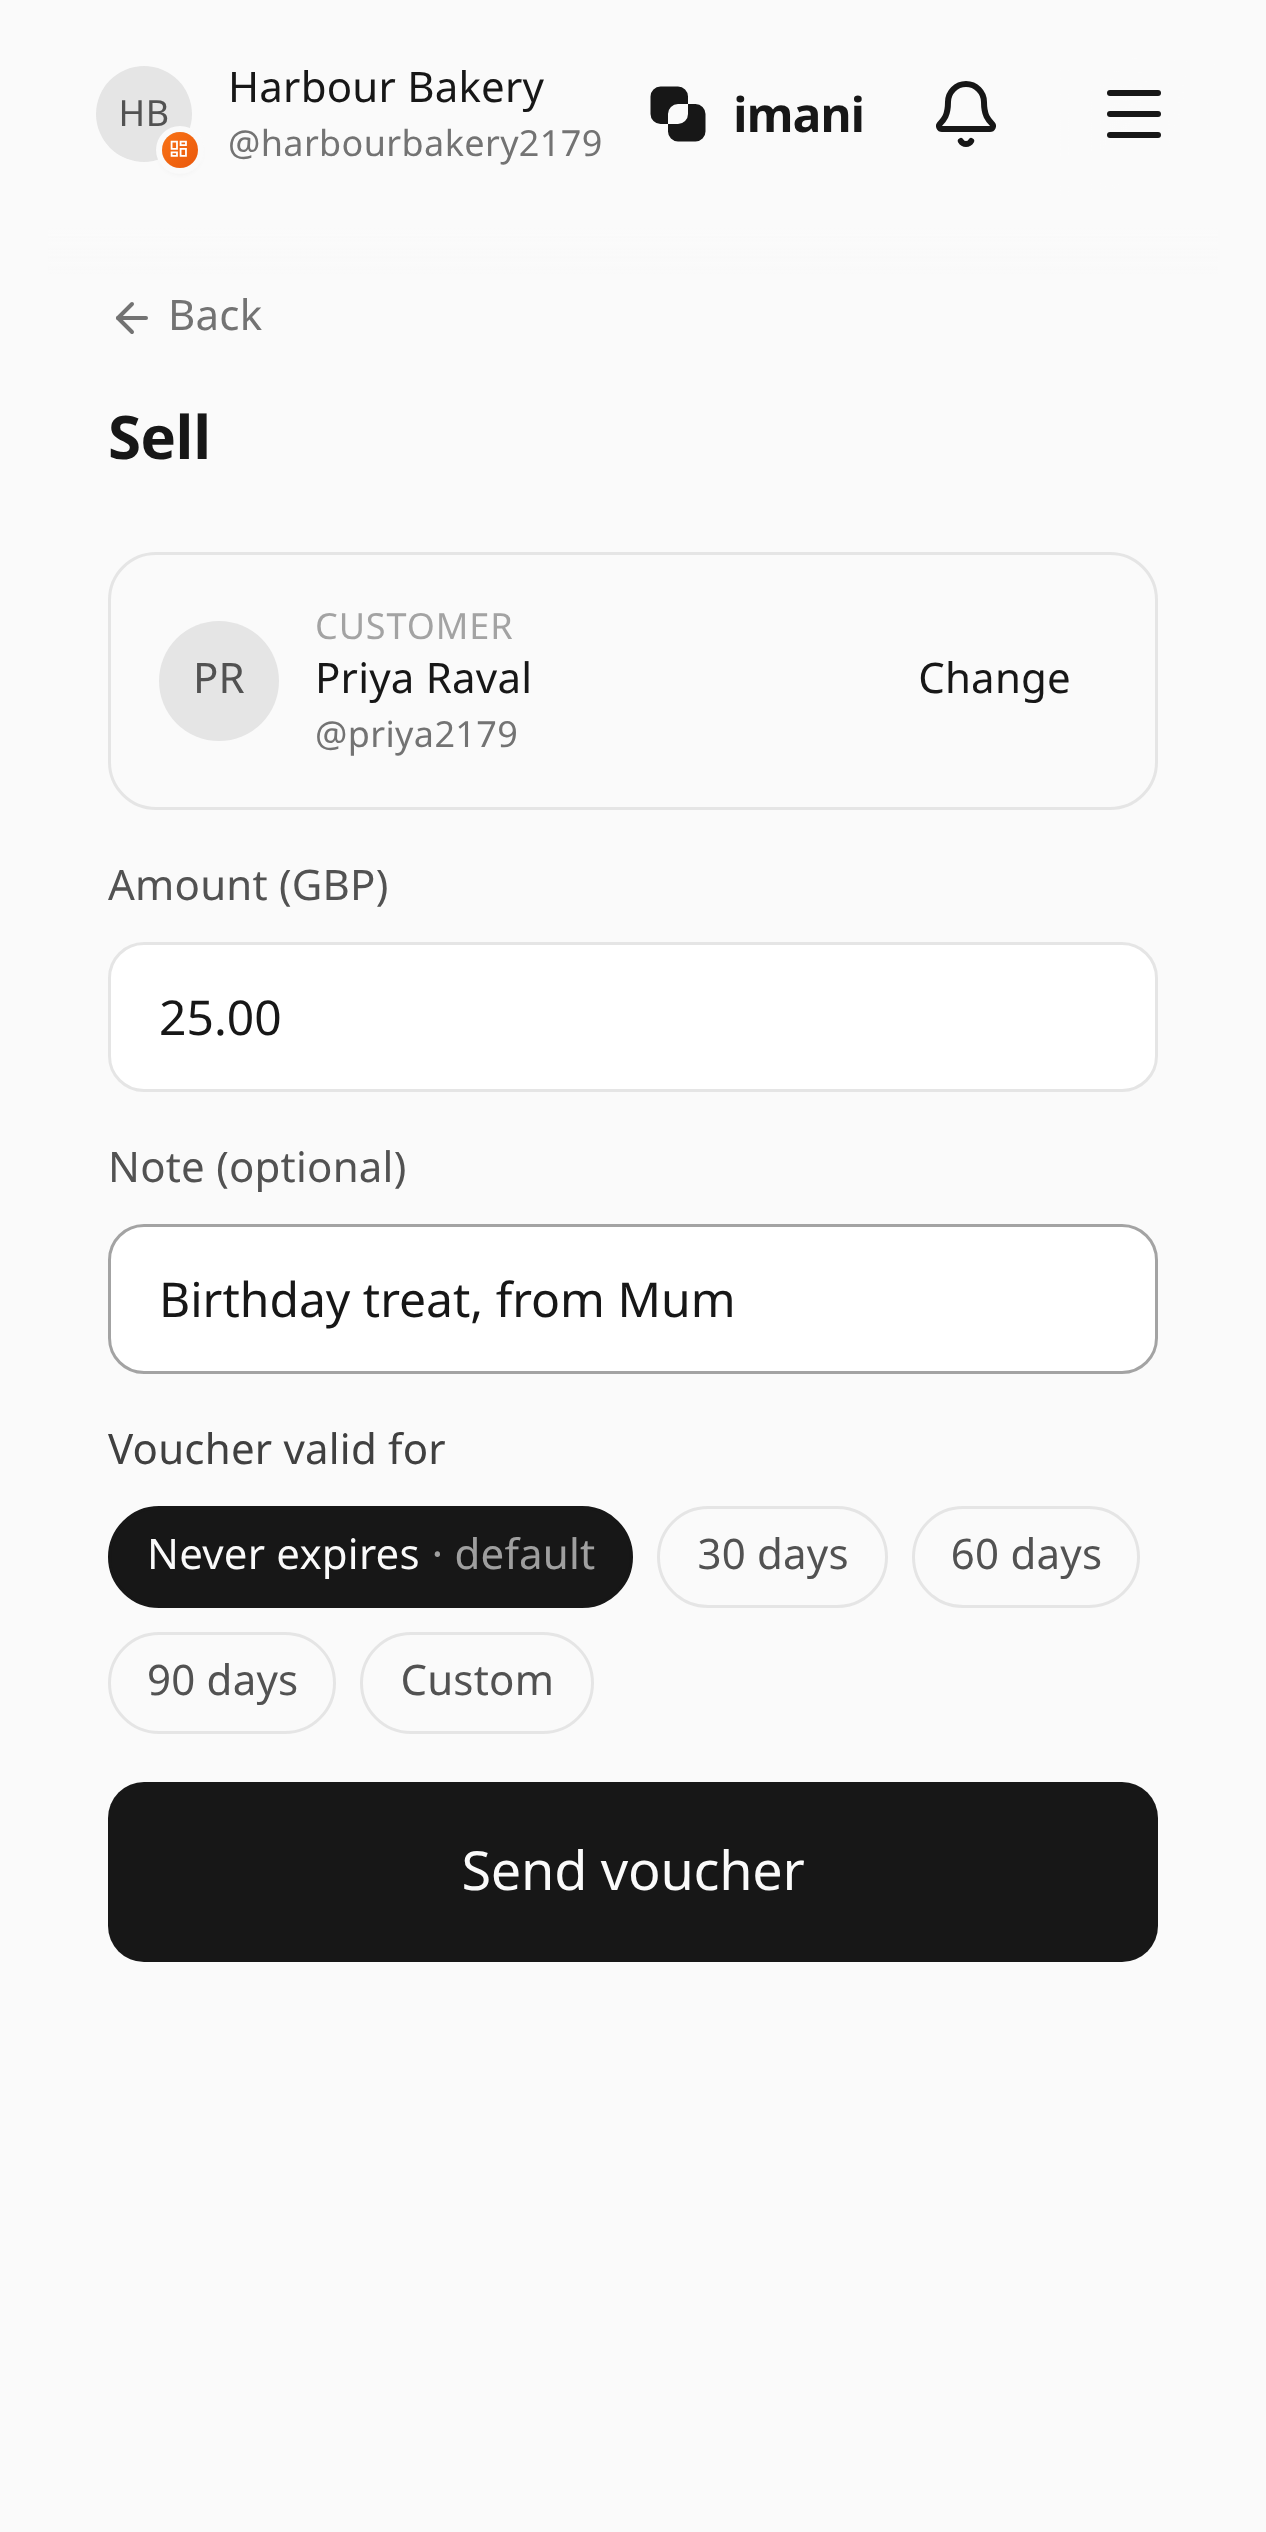 HB
Harbour Bakery
@harbourbakery2179
imani
Back
Sell
PR
CUSTOMER
Priya Raval
@priya2179
Change
Amount (GBP)
25.00
Note (optional)
Birthday treat, from Mum
Voucher valid for
Never expires · default
30 days
60 days
90 days
Custom
Send voucher